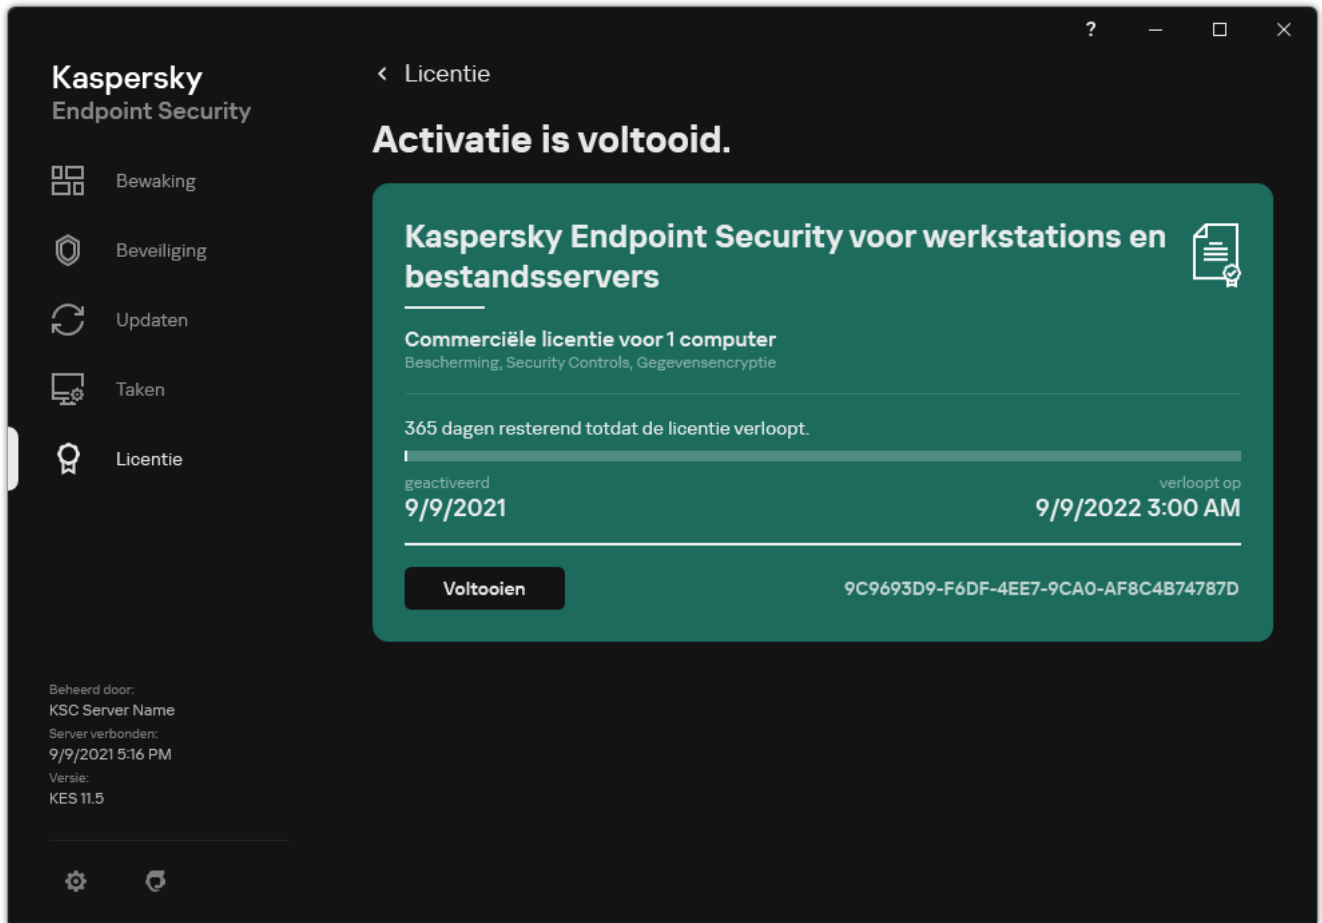 ?
Kaspersky
Endpoint Security
Bewaking
Beveiliging
Updaten
Taken
Licentie
Beheerd door:
KSC Server Name
Server verbonden:
9/9/2021 5:16 PM
Versie:
KES 11.5
Licentie
Activatie is voltooid.
Kaspersky Endpoint Security voor werkstations en
bestandsservers
Commerciële licentie voor 1 computer
Bescherming, Security Controls, Gegevensencryptie
365 dagen resterend totdat de licentie verloopt.
geactiveerd verloopt op
9/9/2021 9/9/2022 3:00 AM
Voltooien 9C9693D9-F6DF-4EE7-9CA0-AF8C4B74787D